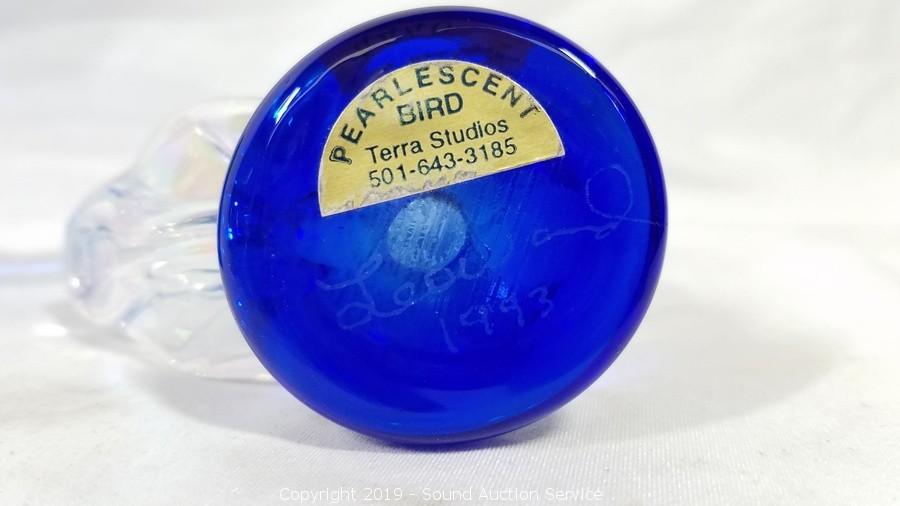 PEARLESCENT
BIRD
Terra Studios
501-643-3185
1993
Copyright 2019 - Sound Auction Service